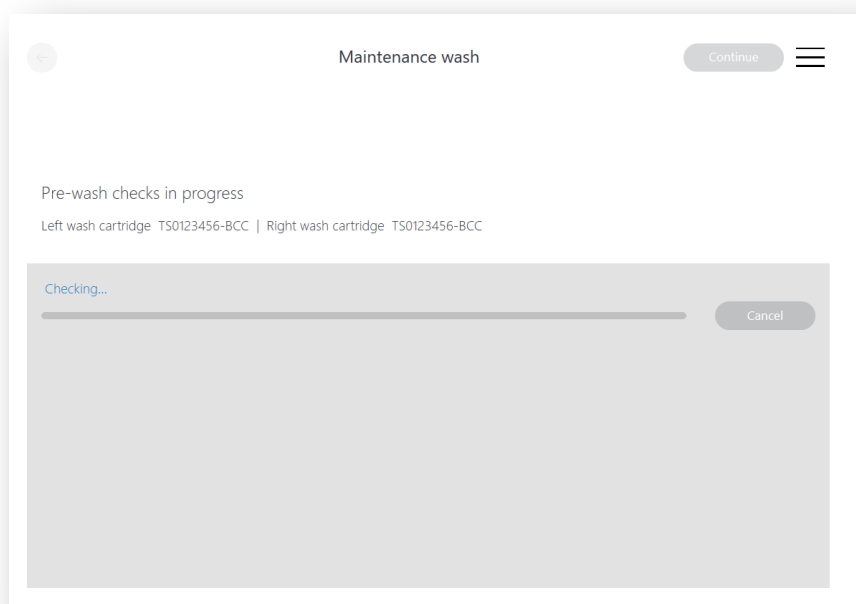 Maintenance wash
Continue
Pre-wash checks in progress
Left wash cartridge TS0123456-BCC | Right wash cartridge TS0123456-BCC
Checking...
Cancel